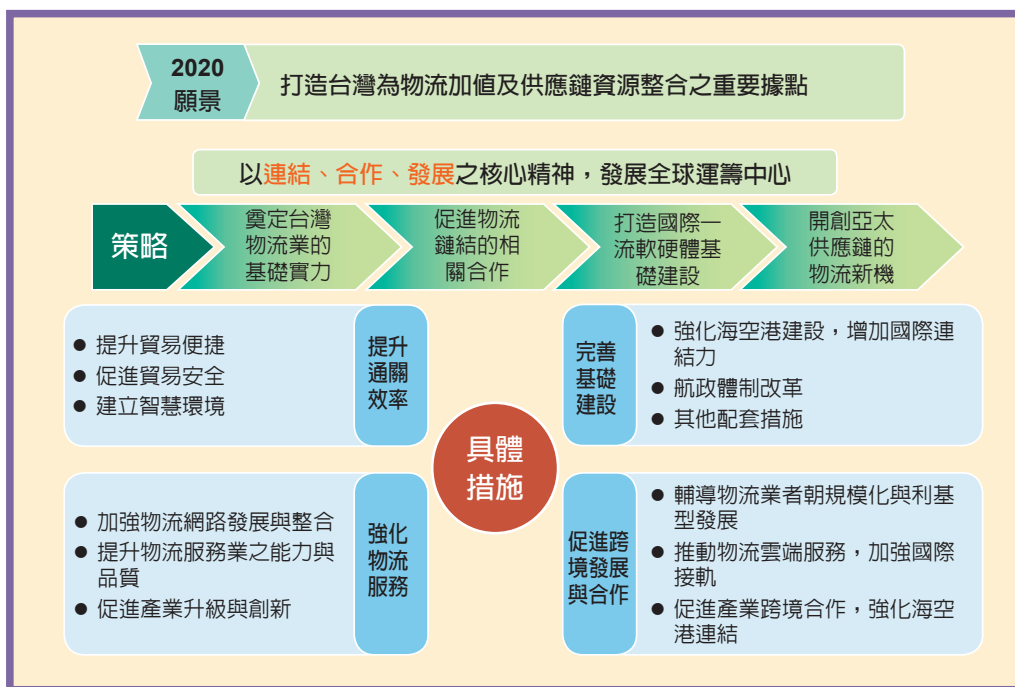 2020
願景
打造台灣為物流加值及供應鏈資源整合之重要據點
以連結、合作、發展之核心精神，發展全球運籌中心
策略
奠定台灣
物流業的
基礎實力
促進物流
鏈結的相
關合作
打造國際一
流軟硬體基
礎建設
開創亞太
供應鏈的
物流新機
● 提升貿易便捷
● 促進貿易安全
● 建立智慧環境
提升
通關
效率
完善
基礎
建設
● 強化海空港建設，增加國際連
結力
● 航政體制改革
● 其他配套措施
具體
措施
● 加強物流網路發展與整合
● 提升物流服務業之能力與
品質
● 促進產業升級與創新
強化
物流
服務
促進跨
境發展
與合作
● 輔導物流業者朝規模化與利基
型發展
● 推動物流雲端服務，加強國際
接軌
● 促進產業跨境合作，強化海空
港連結